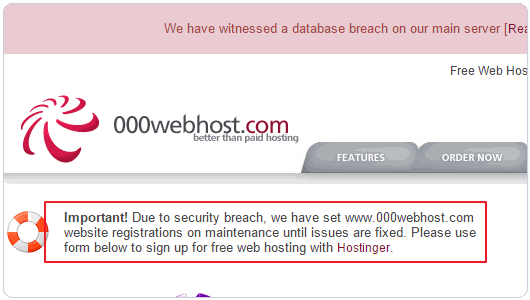 We have witnessed a database breach on our main server [Rea
Free Web Hos
000webhost.com
better than paid hosting
FEATURES
ORDER NOW
Important! Due to security breach, we have set www.000webhost.com
website registrations on maintenance until issues are fixed. Please use
form below to sign up for free web hosting with Hostinger.